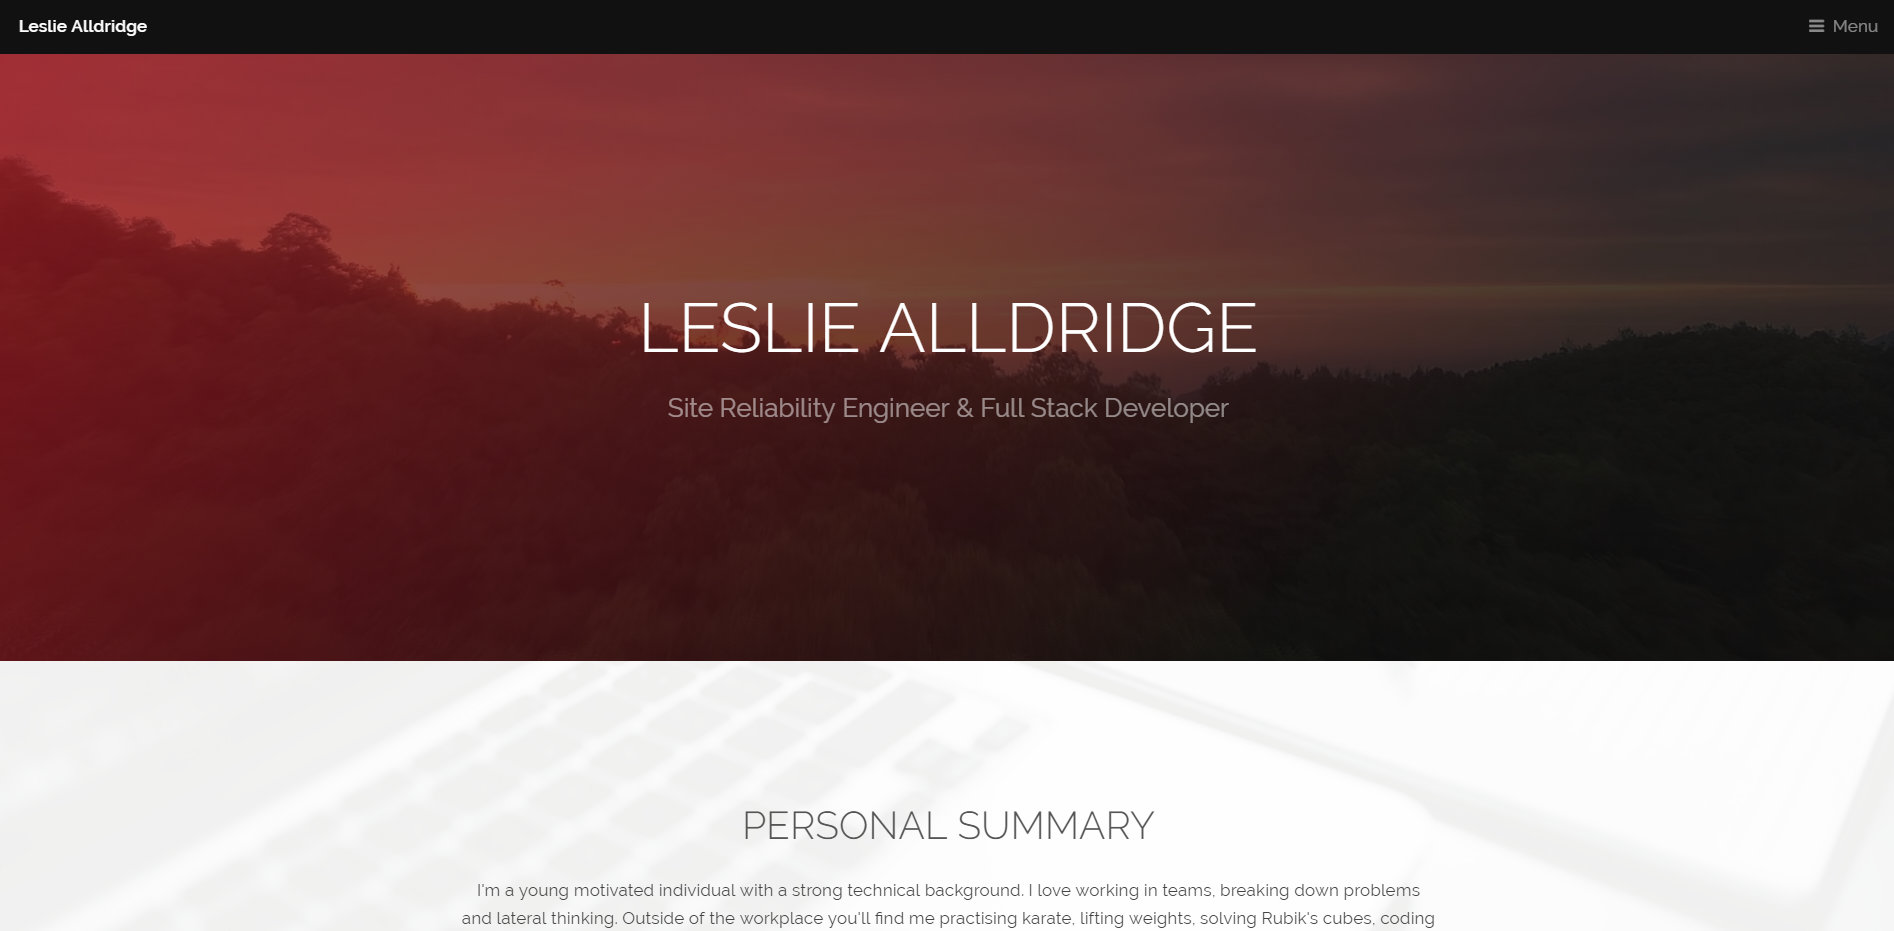 Leslie Alldridge
Menu
LESLIE ALLDRIDGE
Site Reliability Engineer & Full Stack Developer
PERSONAL SUMMARY
I'm a young motivated individual with a strong technical background. I love working in teams, breaking down problems
and lateral thinking. Outside of the workplace you'll find me practising karate, lifting weights, solving Rubik's cubes, coding